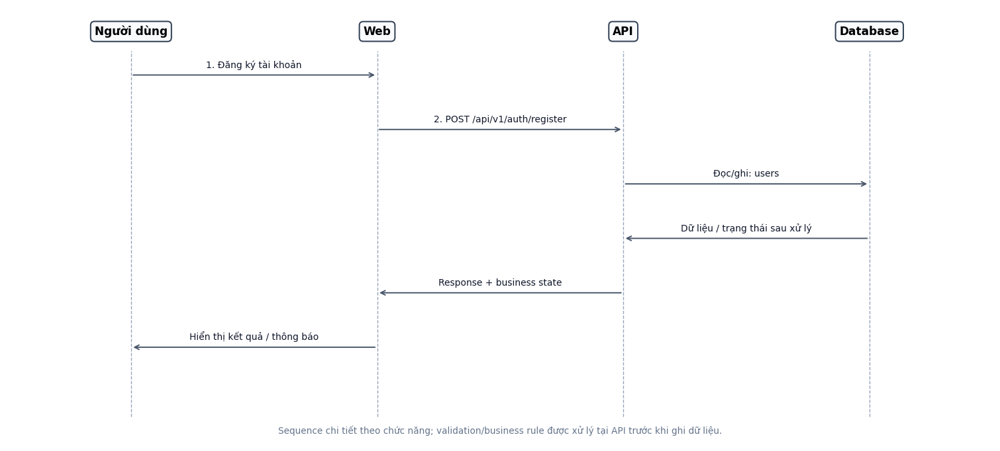 Người dùng
Web
API
Database
1. Đăng ký tài khoản
2. POST /api/v1/auth/register
Đọc/ghi: users
Dữ liệu / trạng thái sau xử lý
Response + business state
Hiển thị kết quả / thông báo
Sequence chi tiết theo chức năng; validation/business rule được xử lý tại API trước khi ghi dữ liệu.